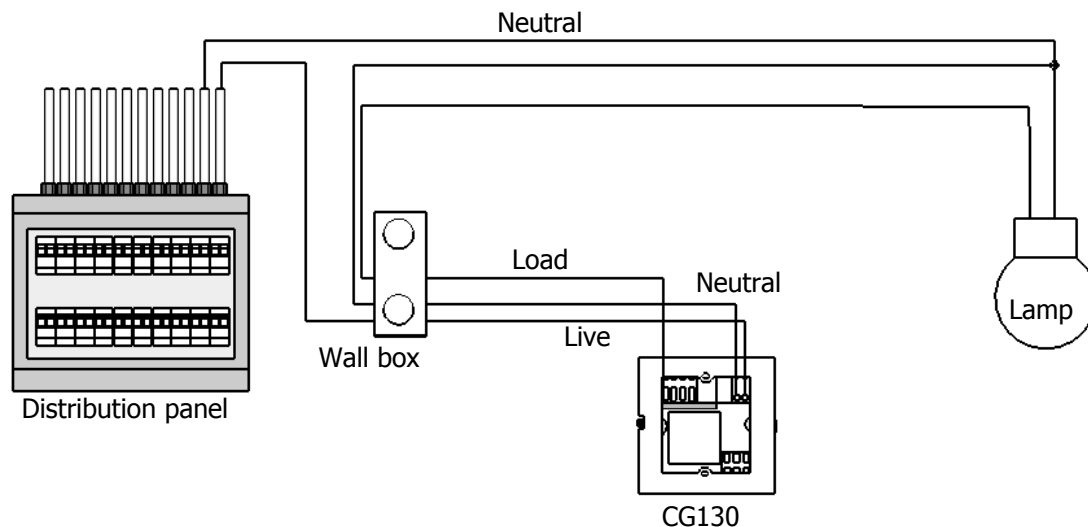 Neutral
Load
Neutral
Live
Lamp
Wall box
Distribution panel
CG130